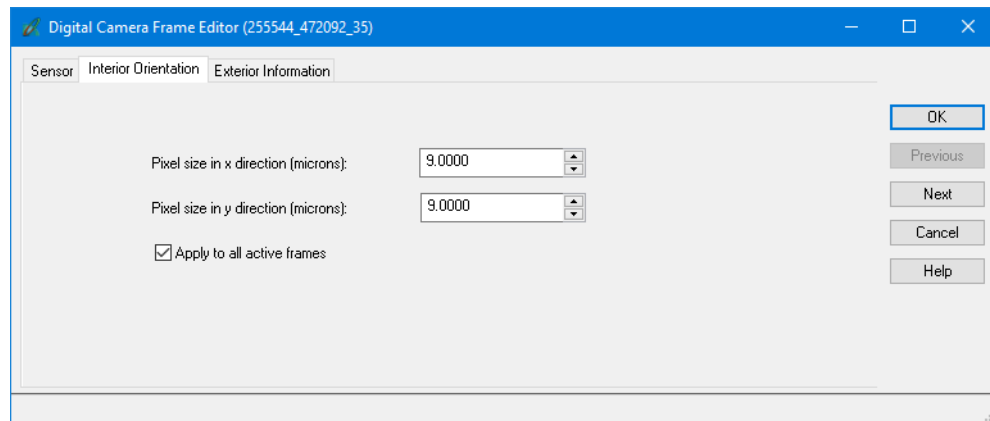 Digital Camera Frame Editor (255544_472092_35)
Sensor Interior Orientation Exterior Information
OK
Pixel size in x direction (microns): 9.0000
Previous
Next
Pixel size in y direction (microns): 9.0000
Cancel
Apply to all active frames
Help